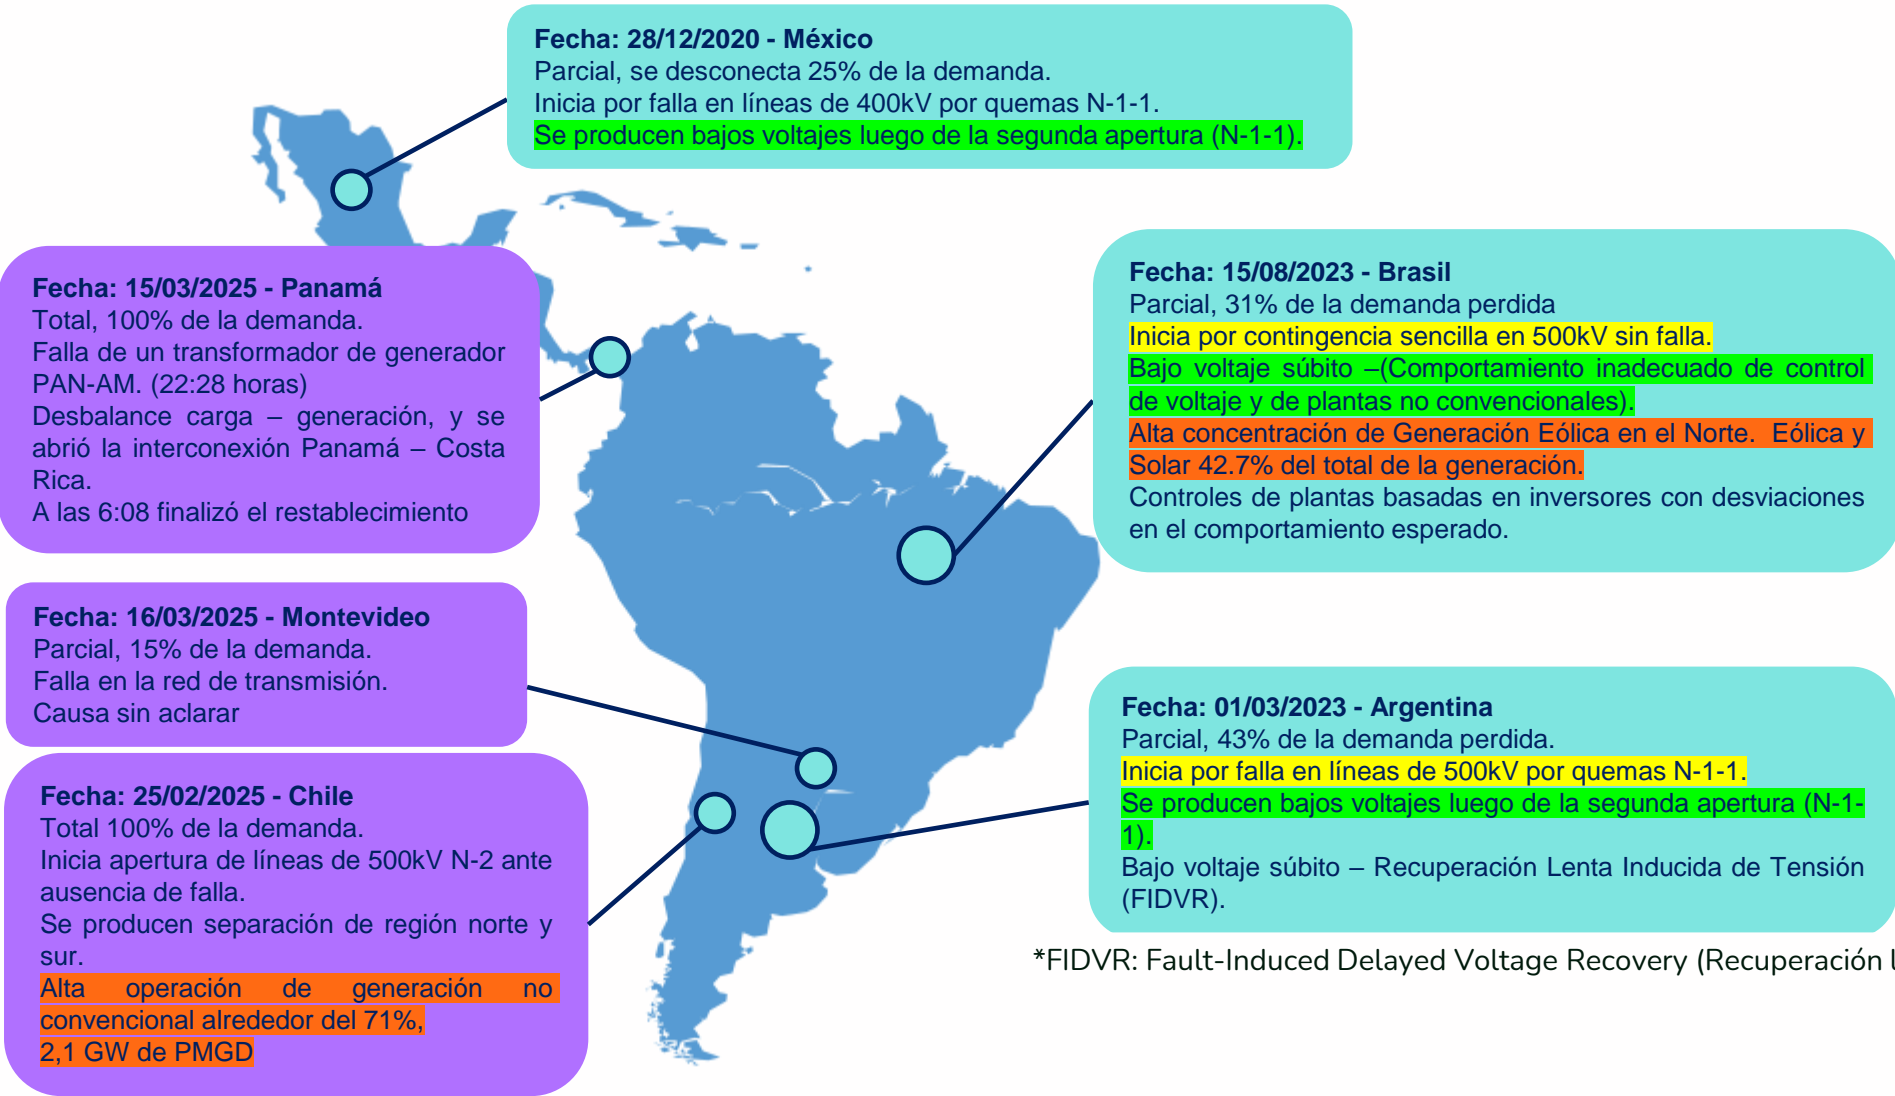 Fecha: 28/12/2020 - México
Parcial, se desconecta 25% de la demanda.
Inicia por falla en líneas de 400kV por quemas N-1-1.
Se producen bajos voltajes luego de la segunda apertura (N-1-1).
Fecha: 15/03/2025 - Panamá
Total, 100% de la demanda.
Falla de un transformador de generador
PAN-AM. (22:28 horas)
Desbalance carga – generación, y se
abrió la interconexión Panamá – Costa
Rica.
A las 6:08 finalizó el restablecimiento
Fecha: 15/08/2023 - Brasil
Parcial, 31% de la demanda perdida
Inicia por contingencia sencilla en 500kV sin falla.
Bajo voltaje súbito –(Comportamiento inadecuado de control
de voltaje y de plantas no convencionales).
Alta concentración de Generación Eólica en el Norte. Eólica y
Solar 42.7% del total de la generación.
Controles de plantas basadas en inversores con desviaciones
en el comportamiento esperado.
Fecha: 16/03/2025 - Montevideo
Parcial, 15% de la demanda.
Falla en la red de transmisión.
Causa sin aclarar
Fecha: 01/03/2023 - Argentina
Parcial, 43% de la demanda perdida.
Inicia por falla en líneas de 500kV por quemas N-1-1.
Se producen bajos voltajes luego de la segunda apertura (N-1-
1).
Bajo voltaje súbito – Recuperación Lenta Inducida de Tensión
(FIDVR).
Fecha: 25/02/2025 - Chile
Total 100% de la demanda.
Inicia apertura de líneas de 500kV N-2 ante
ausencia de falla.
Se producen separación de región norte y
sur.
Alta operación de generación no
convencional alrededor del 71%,
2,1 GW de PMGD
*FIDVR: Fault-Induced Delayed Voltage Recovery (Recuperación